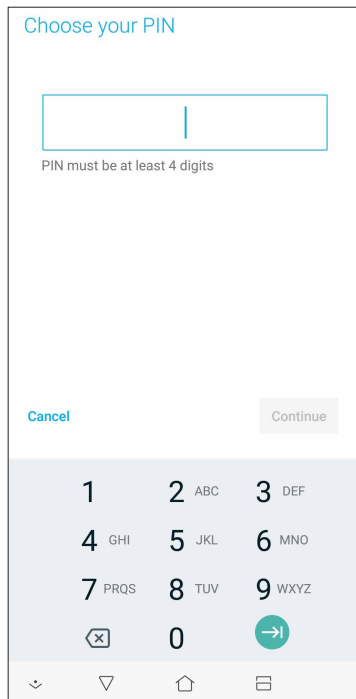 Choose your PIN
PIN must be at least 4 digits
Cancel Continue
1 2 ABC 3 DEF
4 GHI 5 JKL 6 MNO
7 PRQS 8 TUV 9 WXYZ
0